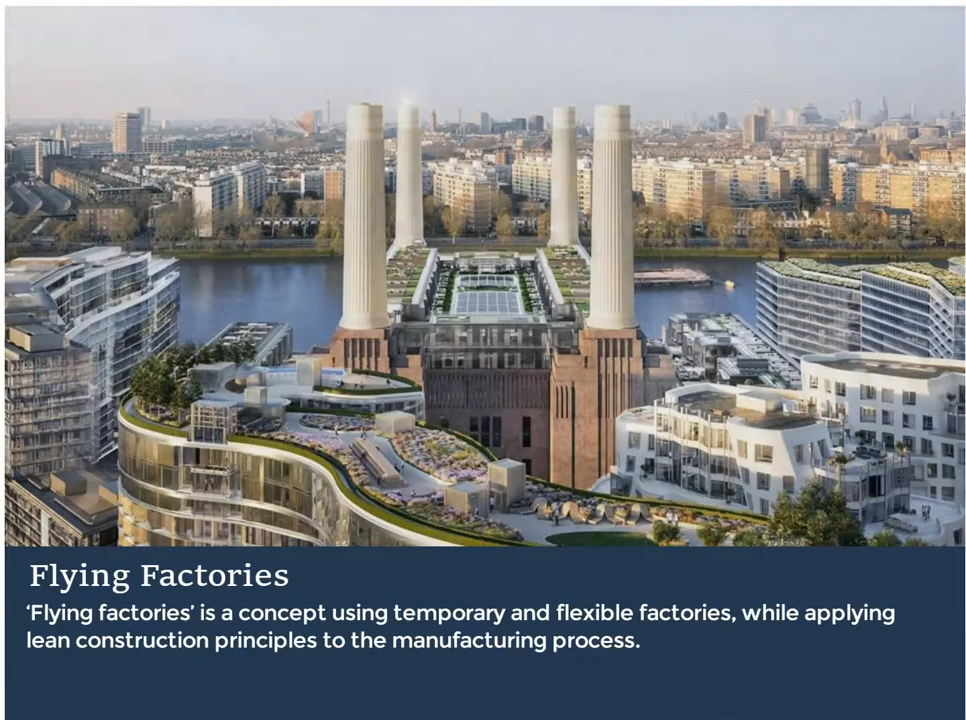 Flying Factories
‘Flying factories’ is a concept using temporary and flexible factories, while applying
lean construction principles to the manufacturing process.